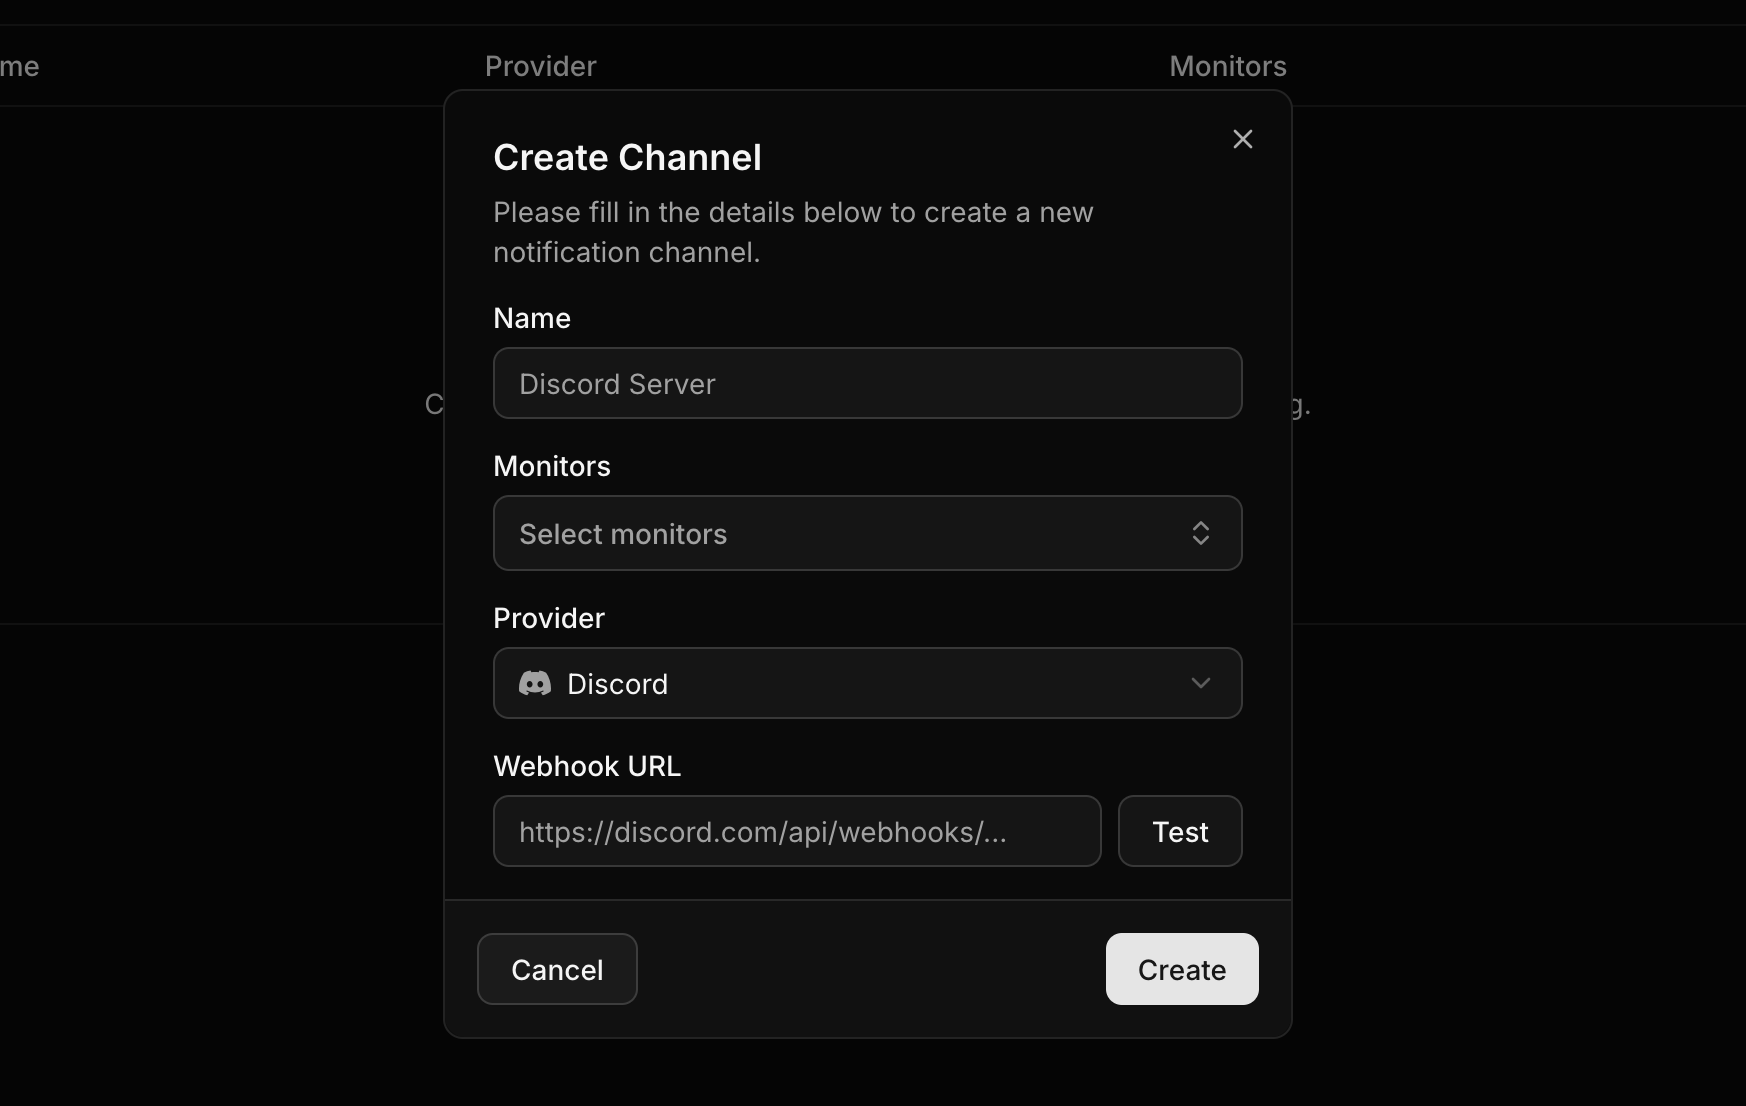 me Provider Monitors
Create Channel
Please fill in the details below to create a new
notification channel.
Name
Discord Server
C
g.
Monitors
Select monitors
Provider
Discord
Webhook URL
https://discord.com/api/webhooks/...
Test
Cancel
Create